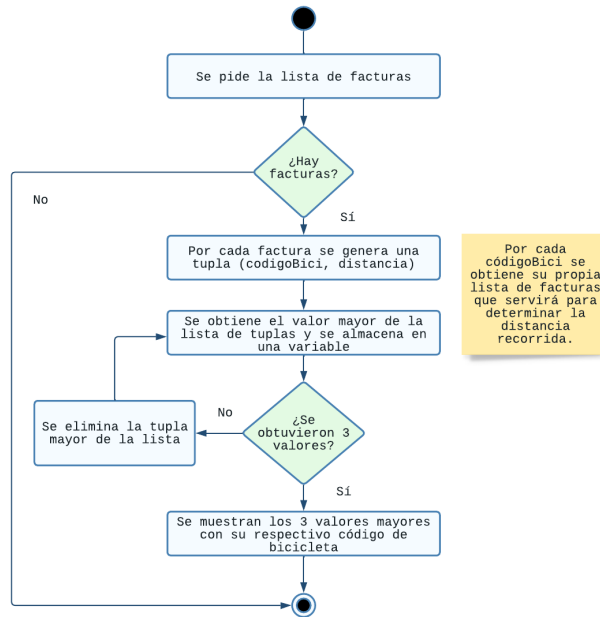 Se pide la lista de facturas
¿Hay
facturas?
No
Sí
Por cada factura se genera una
tupla (codigoBici, distancia)
Por cada
códigoBici se
obtiene su propia
lista de facturas
que servirá para
determinar la
distancia
recorrida.
Se obtiene el valor mayor de la
lista de tuplas y se almacena en
una variable
¿Se
obtuvieron 3
valores?
No
Se elimina la tupla
mayor de la lista
Sí
Se muestran los 3 valores mayores
con su respectivo código de
bicicleta